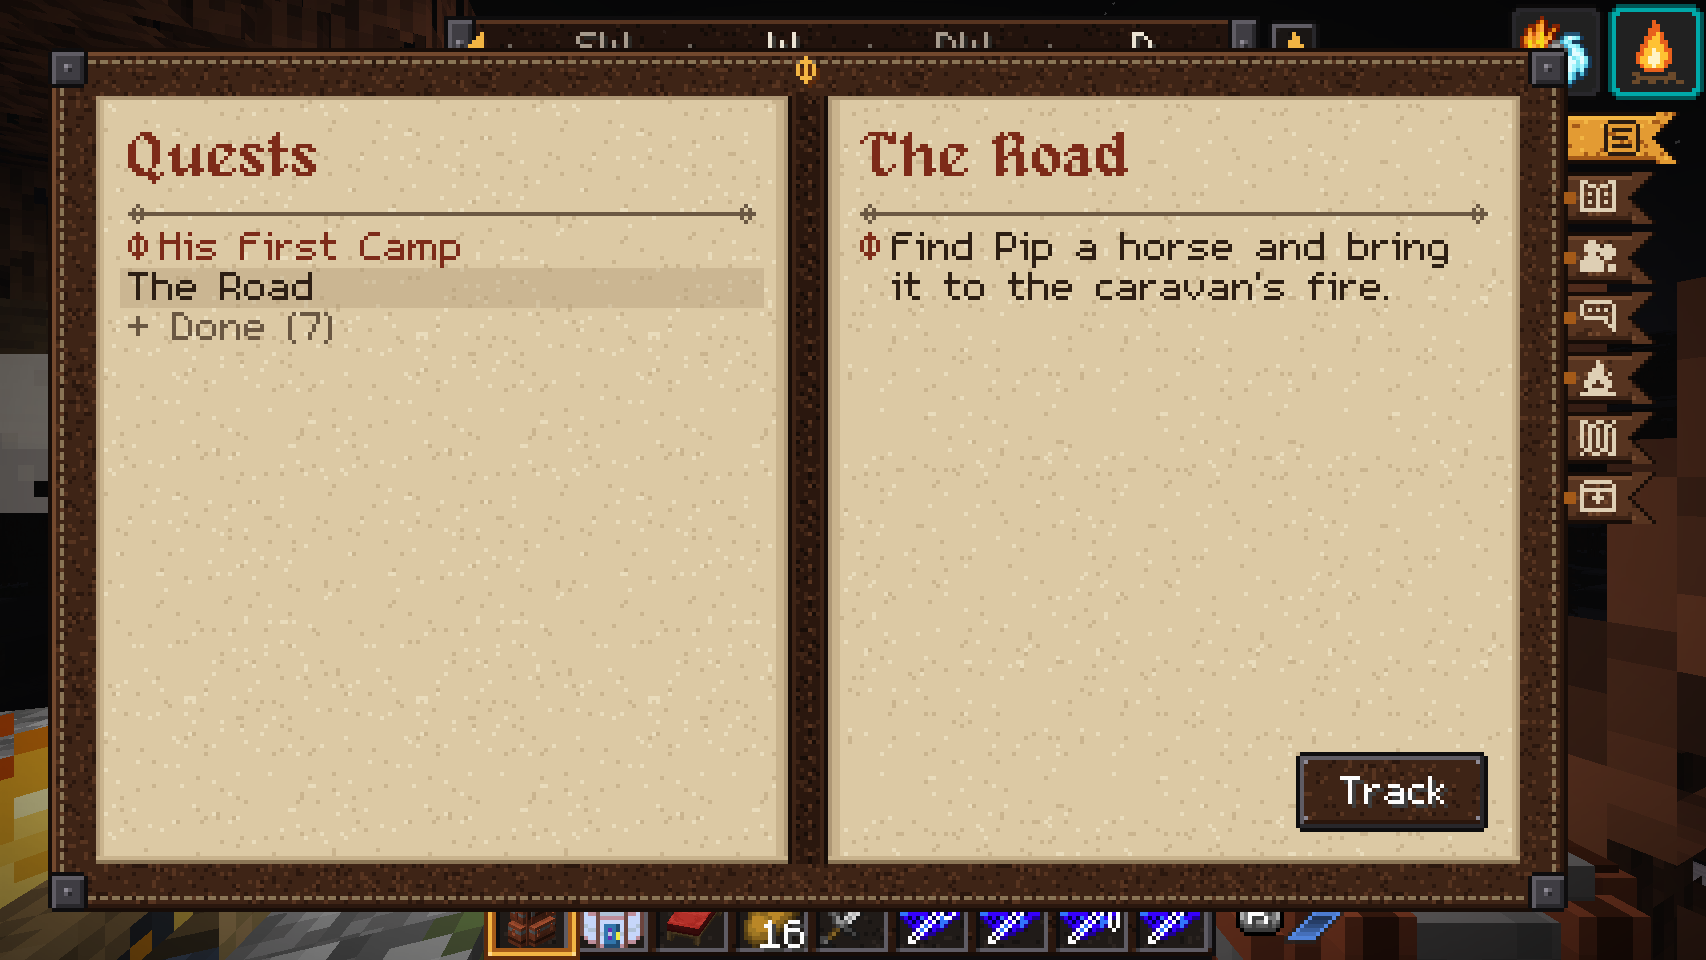 Quests
His First Camp
The Road
+ Done (7)
The Road
Find Pip a horse and bring
it to the caravan's fire.
Track
16